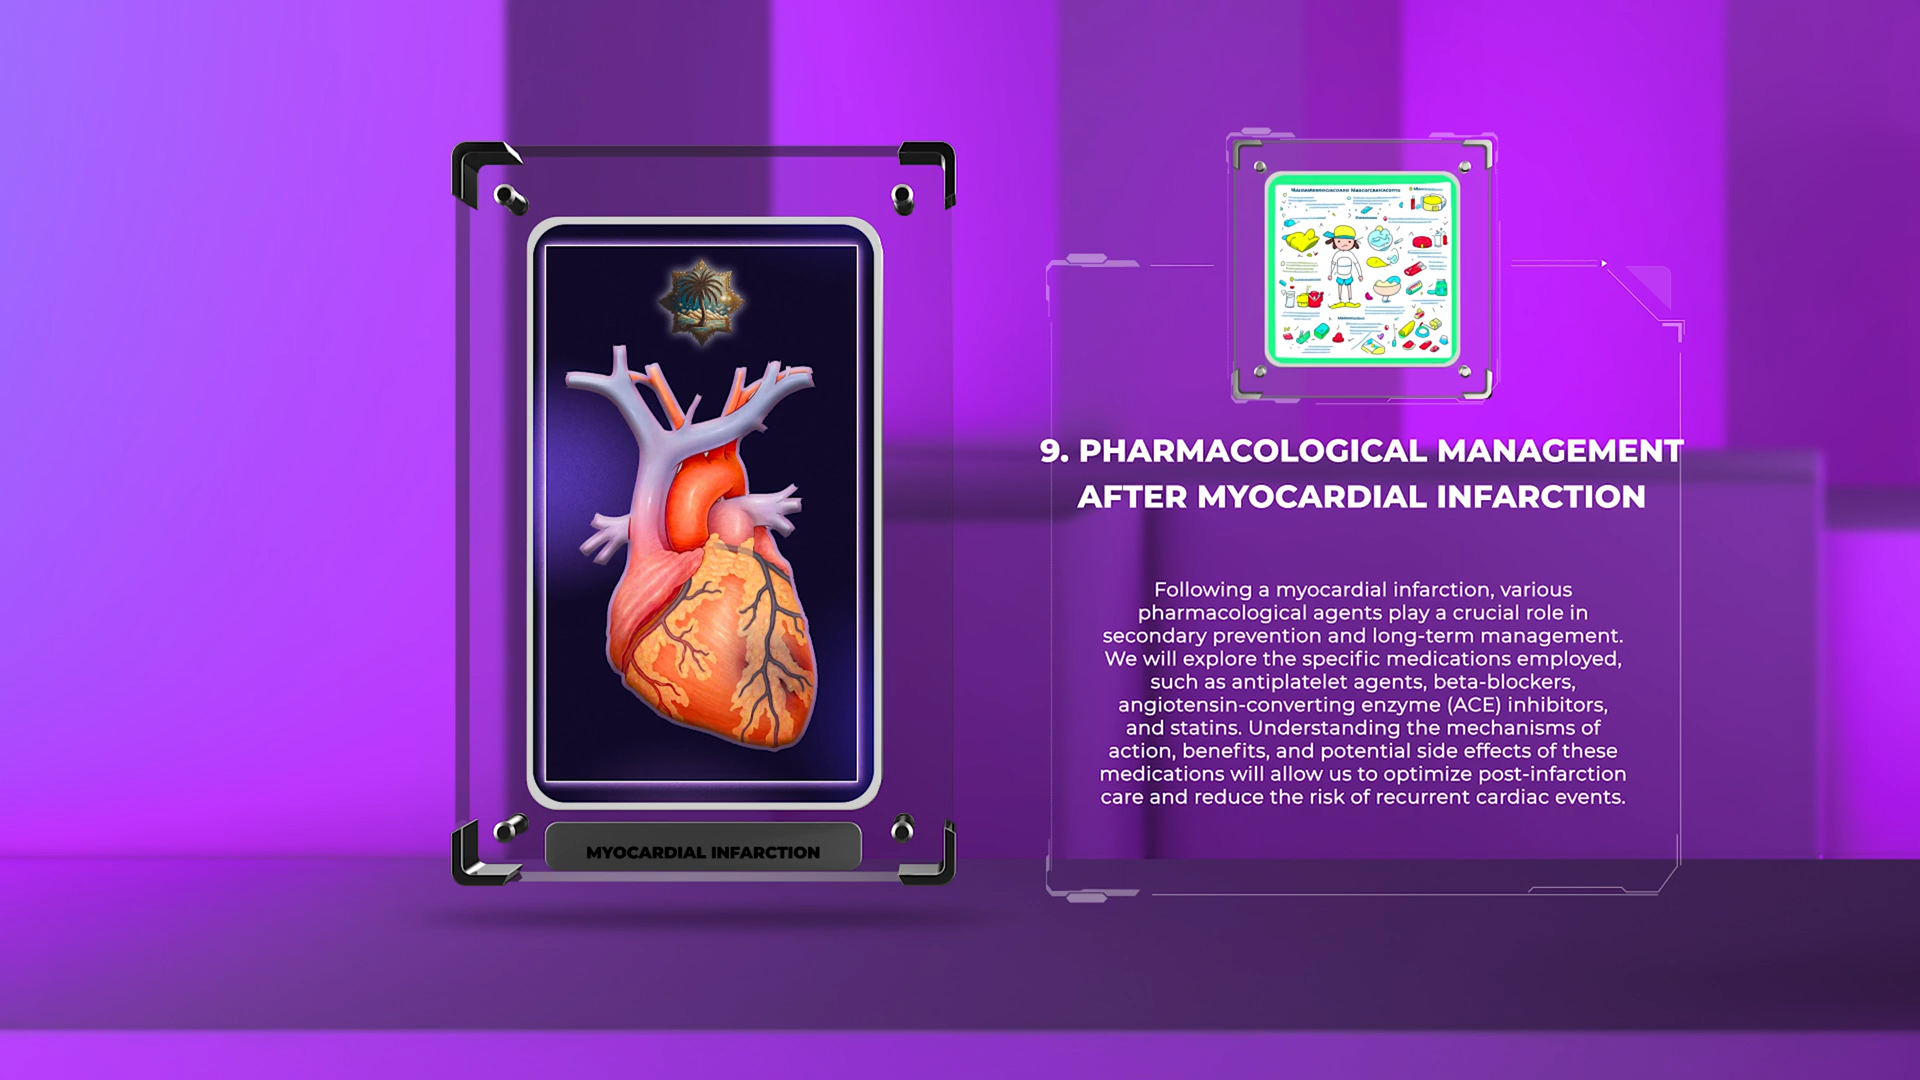 MYOCARDIAL INFARCTION
9. PHARMACOLOGICAL MANAGEMENT
AFTER MYOCARDIAL INFARCTION
Following a myocardial infarction, various
pharmacological agents play a crucial role in
secondary prevention and long-term management.
We will explore the specific medications employed,
such as antiplatelet agents, beta-blockers,
angiotensin-converting enzyme (ACE) inhibitors,
and statins. Understanding the mechanisms of
action, benefits, and potential side effects of these
medications will allow us to optimize post-infarction
care and reduce the risk of recurrent cardiac events.